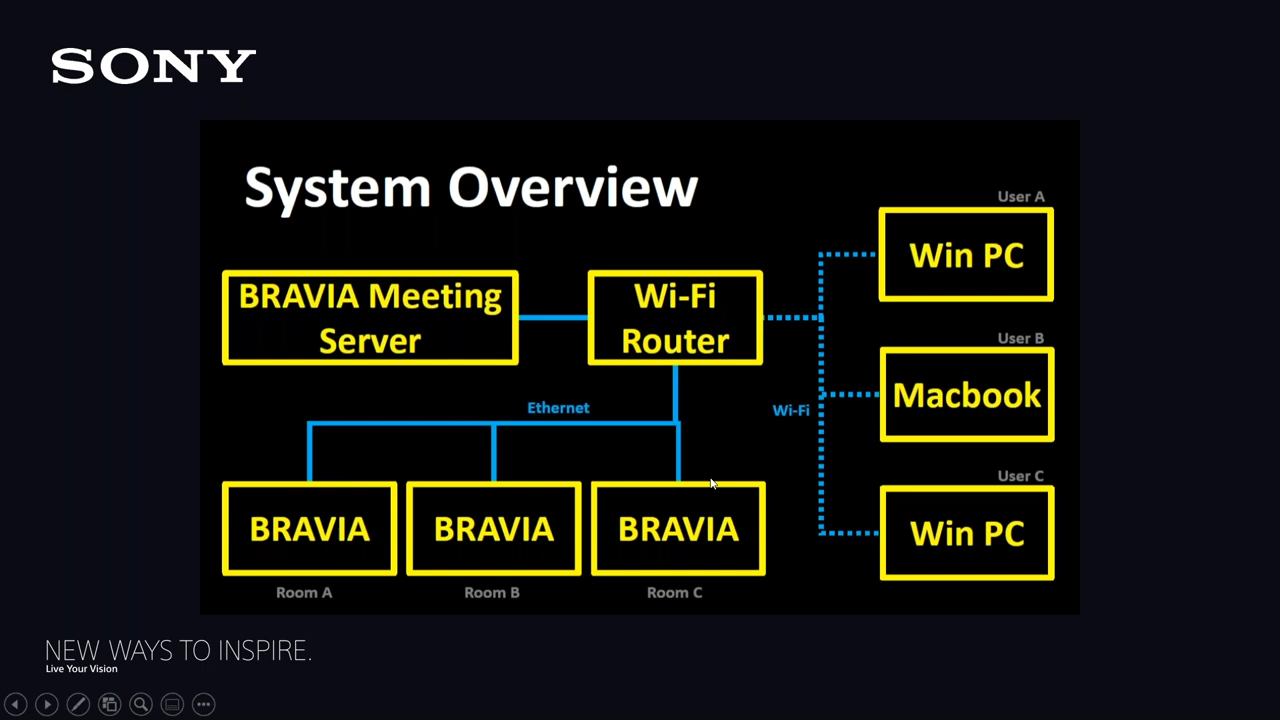 SONY
System Overview
User A
Win PC
BRAVIA Meeting
Server
Wi-Fi
Router
User B
Macbook
Ethernet
Wi-Fi
User C
Win PC
BRAVIA
BRAVIA
BRAVIA
Room A
Room B
Room C
NEW WAYS TO INSPIRE.
Live Your Vision